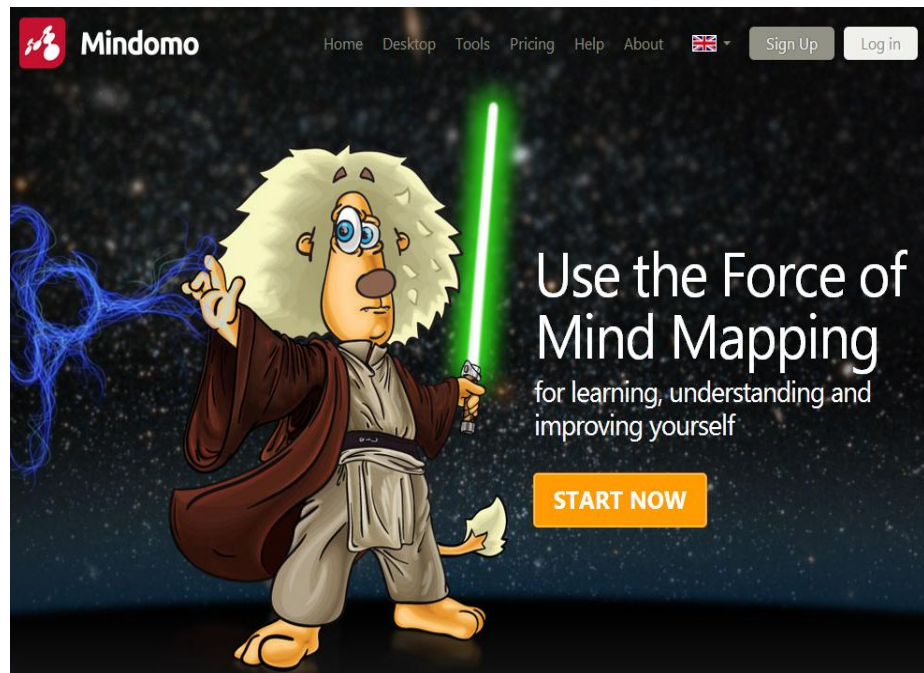 Mindomo
Home Desktop Tools Pricing Help About Sign Up Log in
Use the Force of
Mind Mapping
for learning, understanding and
improving yourself
START NOW